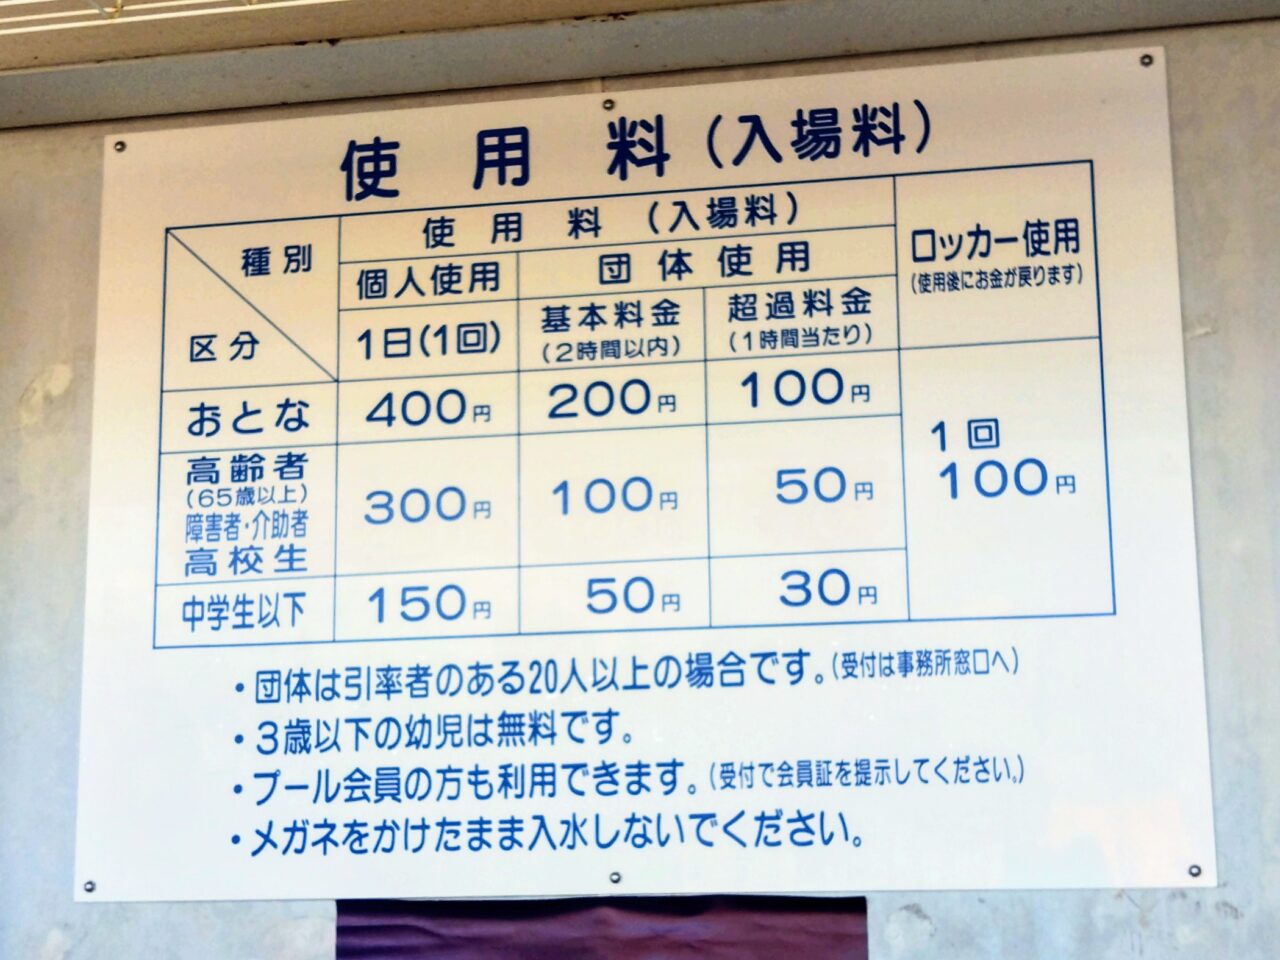 使用料(入場料)
種別
区分
使用料(入場料)
ロッカー使用
(使用後にお金が戻ります)
個人使用
団体使用
1日(1回)
基本料金
(2時間以内)
超過料金
(1時間当たり)
おとな
400円
200円
100円
1回
100円
高齢者
(65歳以上)
障害者・介助者
高校生
300円
100円
50円
中学生以下
150円
50円
30円
・団体は引率者のある20人以上の場合です。(受付は事務所窓口へ)
・3歳以下の幼児は無料です。
・プール会員の方も利用できます。(受付で会員証を提示してください。)
・メガネをかけたまま入水しないでください。